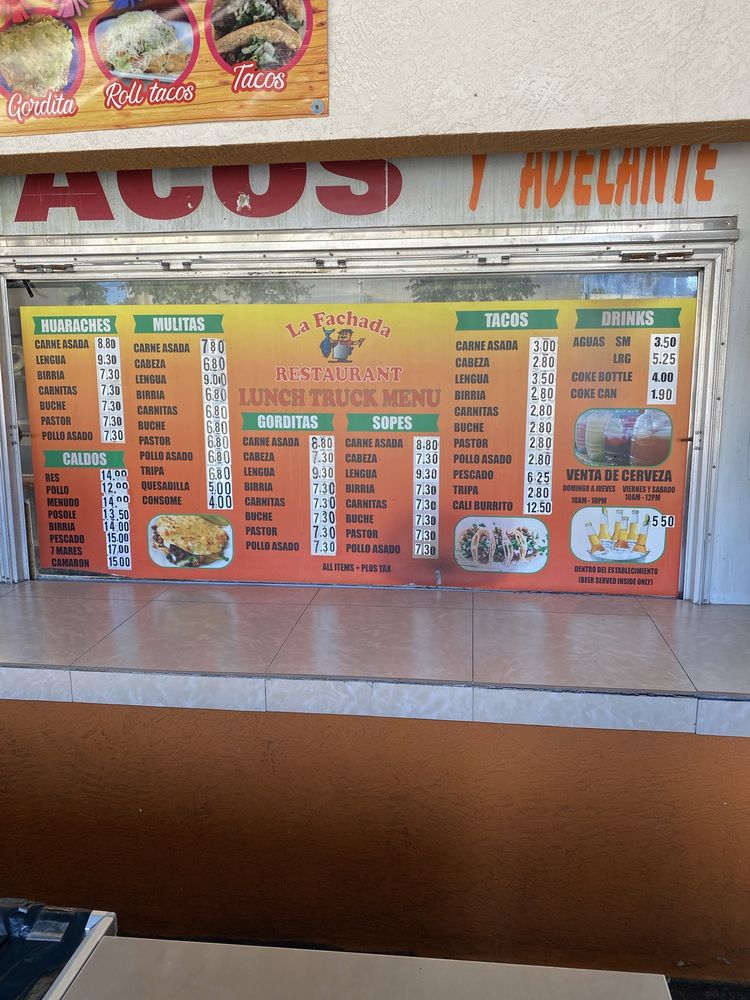 Gordita
Roll tacos
Tacos
ACOS Y ADELANTE
La Fachada
RESTAURANT
LUNCH TRUCK MENU
HUARACHES
CARNE ASADA 8.80
LENGUA 9.30
BIRRIA 7.30
CARNITAS 7.30
BUCHE 7.30
PASTOR 7.30
POLLO ASADO 7.30
CALDOS
RES 14.99
POLLO 12.99
MENUDO
POSOLE 13.50
BIRRIA 14.00
PESCADO 15.00
7 MARES 17.00
CAMARON 15.00
MULITAS
CARNE ASADA 7.80
CABEZA 6.80
LENGUA 9.00
BIRRIA 6.80
CARNITAS 6.80
BUCHE 6.80
PASTOR 6.80
POLLO ASADO 6.80
TRIPA 6.80
QUESADILLA 5.00
CONSOME 4.00
GORDITAS
CARNE ASADA 8.80
CABEZA 7.30
LENGUA 9.30
BIRRIA 7.30
CARNITAS 7.30
BUCHE 7.30
PASTOR 7.30
POLLO ASADO 7.30
SOPES
CARNE ASADA 8.80
CABEZA 7.30
LENGUA 9.30
BIRRIA 7.30
CARNITAS 7.30
BUCHE 7.30
PASTOR 7.30
POLLO ASADO 7.30
ALL ITEMS + PLUS TAX
TACOS
CARNE ASADA 3.00
CABEZA 2.80
LENGUA 3.50
BIRRIA 2.80
CARNITAS 2.80
BUCHE 2.80
PASTOR 2.80
POLLO ASADO 2.80
PESCADO 6.25
TRIPA 2.80
CALI BURRITO 12.50
DRINKS
AGUAS SM 3.50
LRG 5.25
COKE BOTTLE 4.00
COKE CAN 1.90
VENTA DE CERVEZA
DOMINGO A JUEVES VIERNES Y SABADO
10AM - 10PM 10AM - 12PM
5.50
DENTRO DEL ESTABLECIMIENTO
(BEER SERVED INSIDE ONLY)